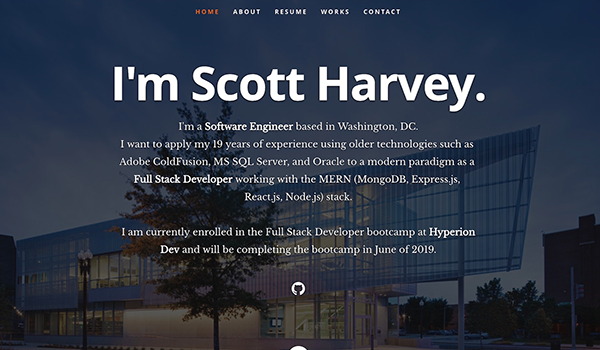 HOME ABOUT RESUME WORKS CONTACT
I'm Scott Harvey.
I'm a Software Engineer based in Washington, DC.
I want to apply my 19 years of experience using older technologies such as
Adobe ColdFusion, MS SQL Server, and Oracle to a modern paradigm as a
Full Stack Developer working with the MERN (MongoDB, Express.js,
React.js, Node.js) stack.
I am currently enrolled in the Full Stack Developer bootcamp at Hyperion
Dev and will be completing the bootcamp in June of 2019.